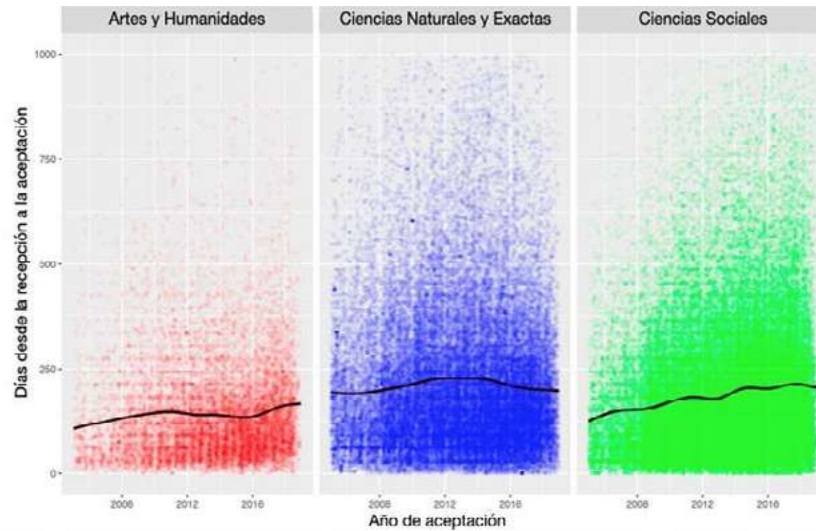 Artes y Humanidades
Ciencias Naturales y Exactas
Ciencias Sociales
Días desde la recepción a la aceptación
1000
750
500
250
0
2008
2012
2016
2008
2012
2016
2008
2012
2016
Año de aceptación